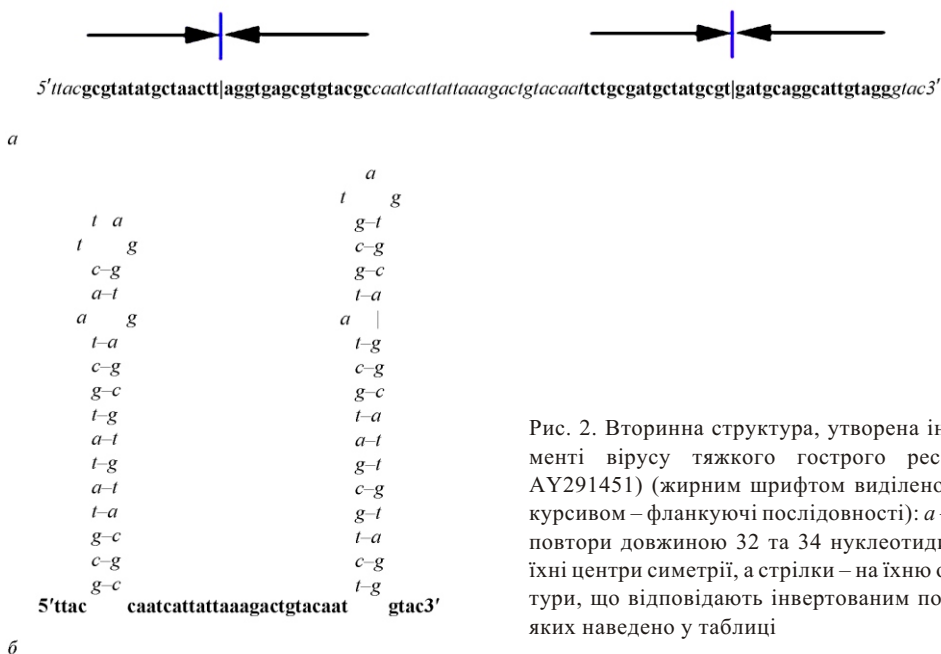 5′ttacgcgtatatgctaactt|aggtgagcgtgtacgccaatcattattaaagactgtacaattctgcgatgctatgcgt|gatgcaggcattgtagggtac3′
а
a
t g
t a g–t
t g c–g
c–g g–c
a–t t–a
a g a |
t–a t–g
c–g c–g
g–c g–c
t–g t–a
a–t a–t
t–g g–t
a–t c–g
t–a g–t
g–c t–a
c–g c–g
g–c t–g
5′ttac caatcattattaaagactgtacaat gtac3′
б
Рис. 2. Вторинна структура, утворена ін
менті вірусу тяжкого гострого рес
AY291451) (жирним шрифтом виділено
курсивом – фланкуючі послідовності): а –
повтори довжиною 32 та 34 нуклеотиди
їхні центри симетрії, а стрілки – на їхню о
тури, що відповідають інвертованим по
яких наведено у таблиці